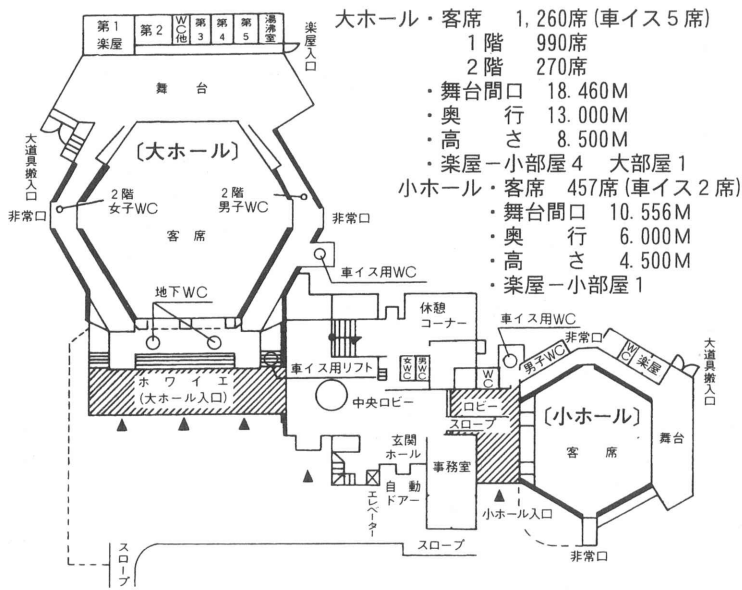 大ホール・客席 1,260席(車イス5席)
1階 990席
2階 270席
・舞台間口 18.460M
・奥行 13.000M
・高さ 8.500M
・楽屋-小部屋4 大部屋1
小ホール・客席 457席(車イス2席)
・舞台間口 10.556M
・奥行 6.000M
・高さ 4.500M
・楽屋-小部屋1
第1楽屋
第2
WC他
第3
第4
第5
湯沸室
楽屋入口
舞台
大道具搬入口
〔大ホール〕
2階女子WC
2階男子WC
非常口
非常口
客席
車イス用WC
地下WC
車イス用リフト
ホワイエ
(大ホール入口)
休憩コーナー
女WC
男WC
WC
中央ロビー
車イス用WC
非常口
男子WC
WC
楽屋
大道具搬入口
ロビー
スロープ
〔小ホール〕
客席
舞台
玄関ホール
事務室
自動ドアー
エレベーター
小ホール入口
非常口
スロープ
スロープ